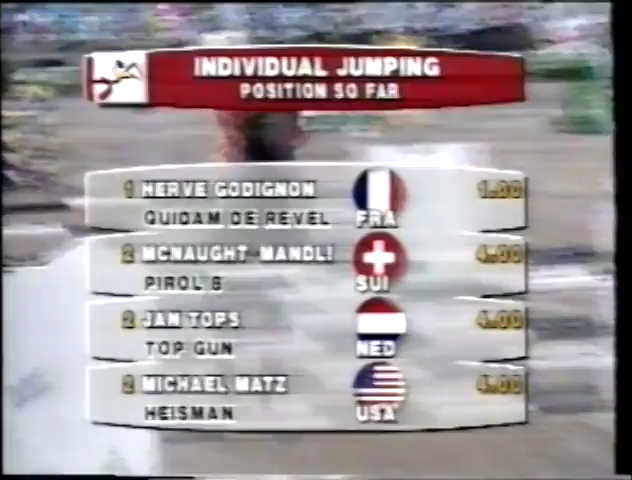 INDIVIDUAL JUMPING
POSITION SO FAR
1 HERVE GODIGNON FRA 1.00
QUIDAM DE REVEL
2 MCNAUGHT MANDLI SUI 4.00
PIROL B
2 JAN TOPS NED 4.00
TOP GUN
2 MICHAEL MATZ USA 4.00
HEISMAN